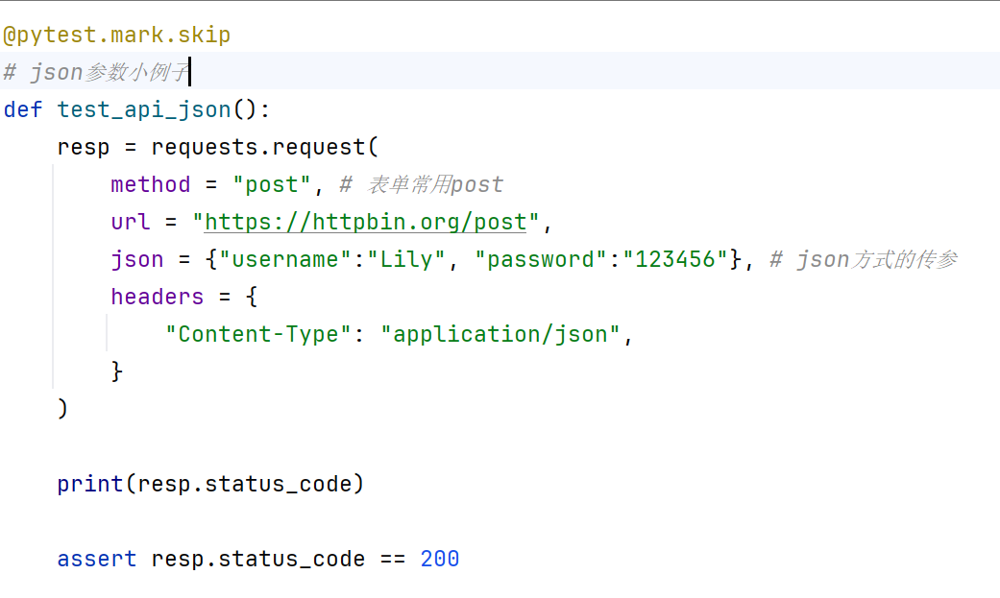 @pytest.mark.skip
# json参数小例子
def test_api_json():
    resp = requests.request(
        method = "post", # 表单常用post
        url = "https://httpbin.org/post",
        json = {"username":"Lily", "password":"123456"}, # json方式的传参
        headers = {
            "Content-Type": "application/json",
        }
    )
    print(resp.status_code)
    assert resp.status_code == 200